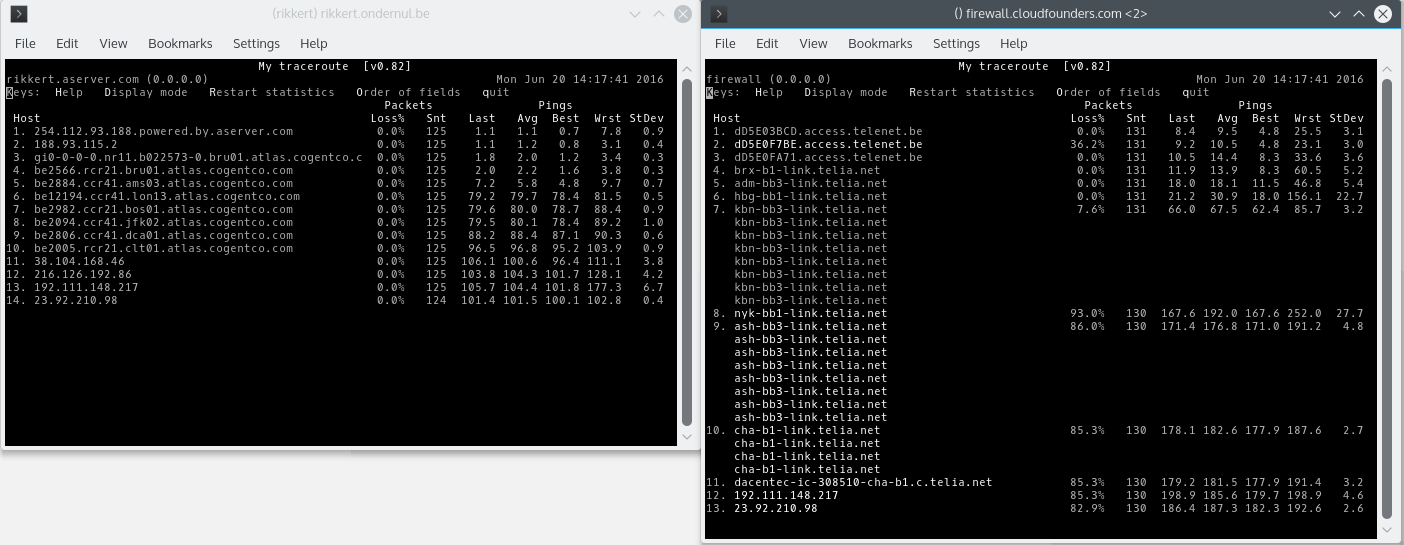 (rikkert) rikkert.ondernul.be
File Edit View Bookmarks Settings Help
My traceroute [v0.82]
rikkert.aserver.com (0.0.0.0) Mon Jun 20 14:17:41 2016
Keys: Help Display mode Restart statistics Order of fields quit
Packets Pings
Host Loss% Snt Last Avg Best Wrst StDev
1. 254.112.93.188.powered.by.aserver.com 0.0% 125 1.1 1.1 0.7 7.8 0.9
2. 188.93.115.2 0.0% 125 1.1 1.2 0.8 3.1 0.4
3. gi0-0-0-0.nr11.b022573-0.bru01.atlas.cogentco.c 0.0% 125 1.8 2.0 1.2 3.4 0.3
4. be2566.rcr21.bru01.atlas.cogentco.com 0.0% 125 2.0 2.2 1.6 3.8 0.3
5. be2884.ccr41.ams03.atlas.cogentco.com 0.0% 125 7.2 5.8 4.8 9.7 0.7
6. be12194.ccr41.lon13.atlas.cogentco.com 0.0% 125 79.2 79.7 78.4 81.5 0.5
7. be2982.ccr21.bos01.atlas.cogentco.com 0.0% 125 79.6 80.0 78.7 88.4 0.9
8. be2094.ccr41.jfk02.atlas.cogentco.com 0.0% 125 79.5 80.1 78.4 89.2 1.0
9. be2806.ccr41.dca01.atlas.cogentco.com 0.0% 125 88.2 88.4 87.1 90.3 0.6
10. be2005.rcr21.clt01.atlas.cogentco.com 0.0% 125 96.5 96.8 95.2 103.9 0.9
11. 38.104.168.46 0.0% 125 106.1 100.6 96.4 111.1 3.8
12. 216.126.192.86 0.0% 125 103.8 104.3 101.7 128.1 4.2
13. 192.111.148.217 0.0% 125 105.7 104.4 101.8 177.3 6.7
14. 23.92.210.98 0.0% 124 101.4 101.5 100.1 102.8 0.4
() firewall.cloudfounders.com <2>
File Edit View Bookmarks Settings Help
My traceroute [v0.82]
firewall (0.0.0.0) Mon Jun 20 14:17:41 2016
Keys: Help Display mode Restart statistics Order of fields quit
Packets Pings
Host Loss% Snt Last Avg Best Wrst StDev
1. dD5E03BCD.access.telenet.be 0.0% 131 8.4 9.5 4.8 25.5 3.1
2. dD5E0F7BE.access.telenet.be 36.2% 131 9.2 10.5 4.8 23.1 3.0
3. dD5E0FA71.access.telenet.be 0.0% 131 10.5 14.4 8.3 33.6 3.6
4. brx-b1-link.telia.net 0.0% 131 11.9 13.9 8.3 60.5 5.2
5. adm-bb3-link.telia.net 0.0% 131 18.0 18.1 11.5 46.8 5.4
6. hbg-bb1-link.telia.net 0.0% 131 21.2 30.9 18.0 156.1 22.7
7. kbn-bb3-link.telia.net 7.6% 131 66.0 67.5 62.4 85.7 3.2
kbn-bb3-link.telia.net
kbn-bb3-link.telia.net
kbn-bb3-link.telia.net
kbn-bb3-link.telia.net
kbn-bb3-link.telia.net
kbn-bb3-link.telia.net
kbn-bb3-link.telia.net
8. nyk-bb1-link.telia.net 93.0% 130 167.6 192.0 167.6 252.0 27.7
9. ash-bb3-link.telia.net 86.0% 130 171.4 176.8 171.0 191.2 4.8
ash-bb3-link.telia.net
ash-bb3-link.telia.net
ash-bb3-link.telia.net
ash-bb3-link.telia.net
ash-bb3-link.telia.net
ash-bb3-link.telia.net
ash-bb3-link.telia.net
10. cha-b1-link.telia.net 85.3% 130 178.1 182.6 177.9 187.6 2.7
cha-b1-link.telia.net
cha-b1-link.telia.net
cha-b1-link.telia.net
11. dacentec-ic-308510-cha-b1.c.telia.net 85.3% 130 179.2 181.5 177.9 191.4 3.2
12. 192.111.148.217 85.3% 130 198.9 185.6 179.7 198.9 4.6
13. 23.92.210.98 82.9% 130 186.4 187.3 182.3 192.6 2.6